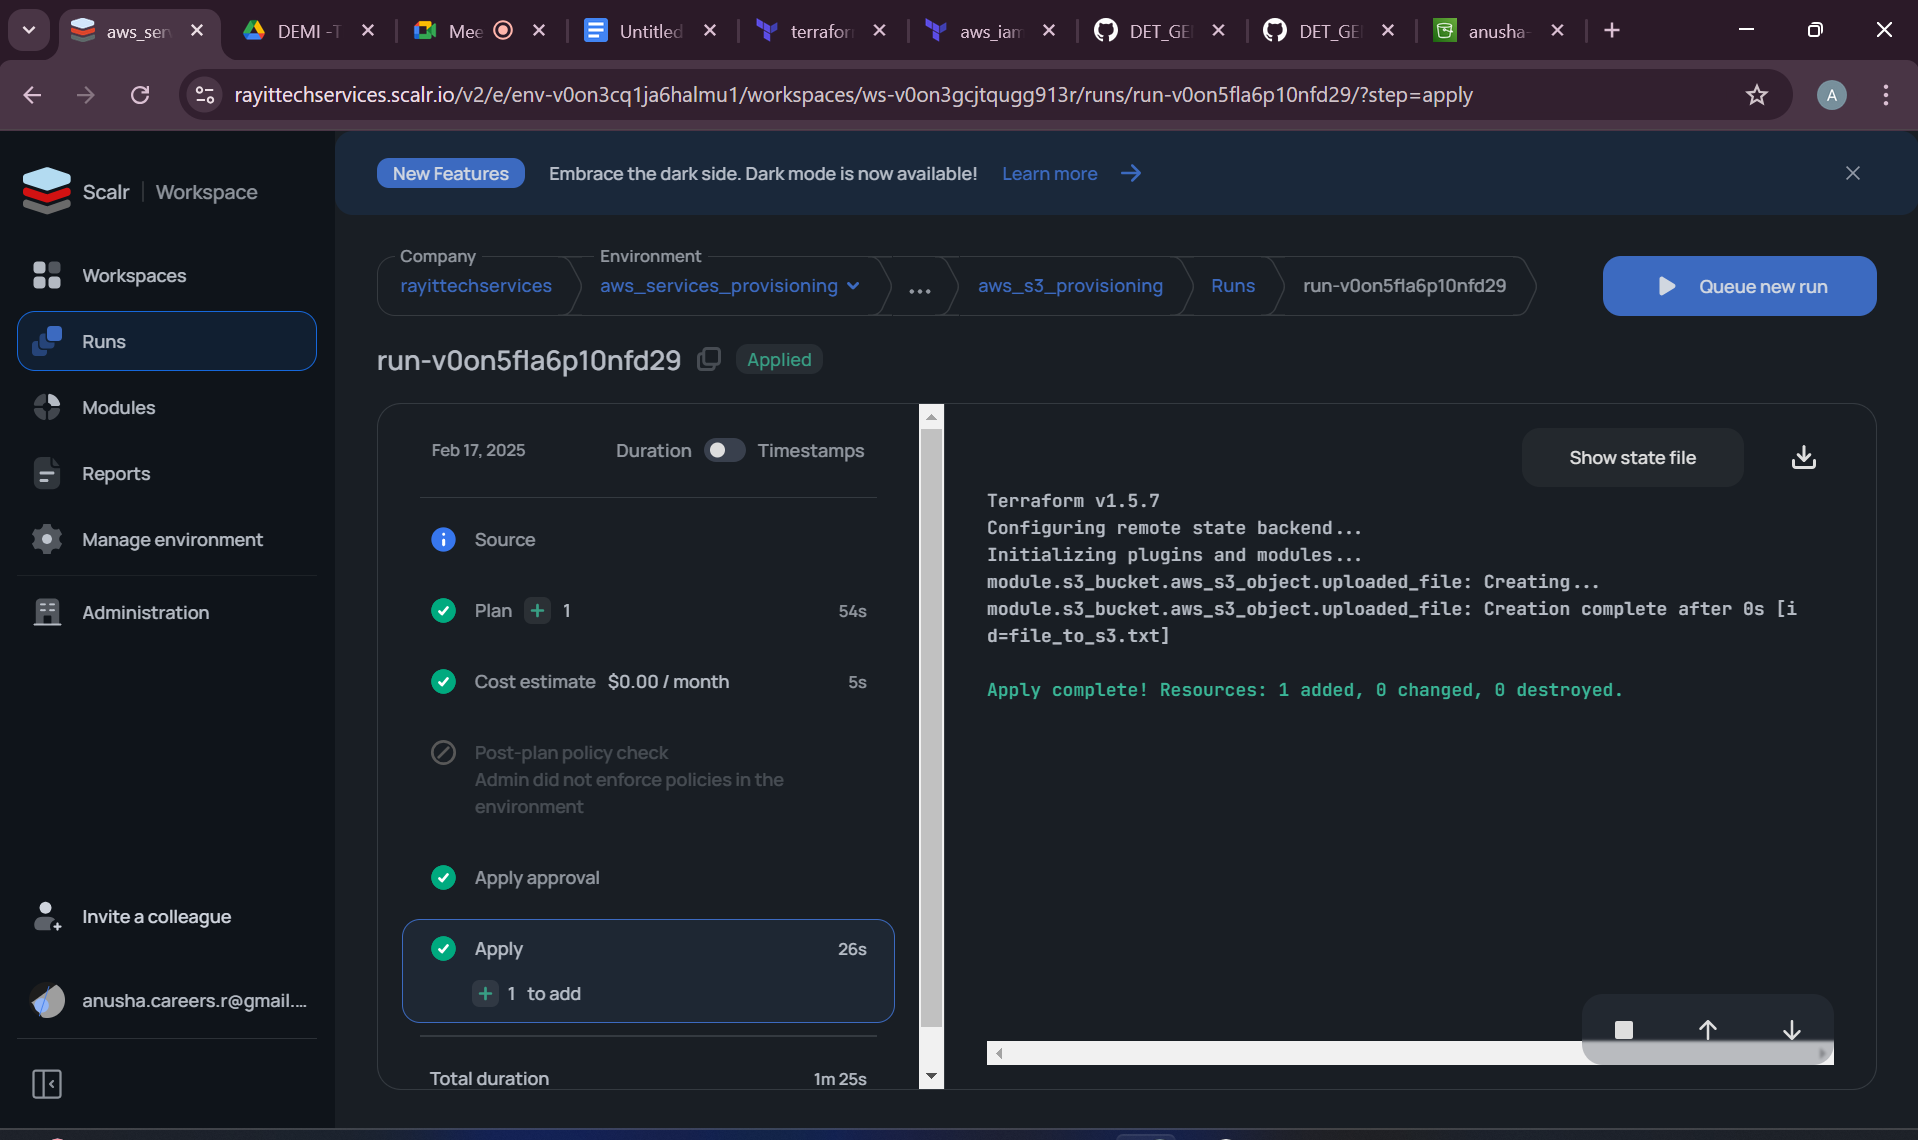 aws_ser
DEMI -T
Mee
Untitled
terrafor
aws_iam
DET_GE
DET_GE
anusha-
rayittechservices.scalr.io/v2/e/env-v0on3cq1ja6halmu1/workspaces/ws-v0on3gcjtqugg913r/runs/run-v0on5fla6p10nfd29/?step=apply
A
Scalr | Workspace
Workspaces
Runs
Modules
Reports
Manage environment
Administration
Invite a colleague
anusha.careers.r@gmail....
New Features
Embrace the dark side. Dark mode is now available!
Learn more
Company
rayittechservices
Environment
aws_services_provisioning
...
aws_s3_provisioning
Runs
run-v0on5fla6p10nfd29
Queue new run
run-v0on5fla6p10nfd29
Applied
Feb 17, 2025
Duration
Timestamps
Source
Plan + 1 54s
Cost estimate $0.00 / month 5s
Post-plan policy check
Admin did not enforce policies in the
environment
Apply approval
Apply 26s
+ 1 to add
Total duration 1m 25s
Show state file
Terraform v1.5.7
Configuring remote state backend...
Initializing plugins and modules...
module.s3_bucket.aws_s3_object.uploaded_file: Creating...
module.s3_bucket.aws_s3_object.uploaded_file: Creation complete after 0s [i
d=file_to_s3.txt]
Apply complete! Resources: 1 added, 0 changed, 0 destroyed.